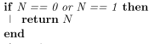 if N == 0 or N == 1 then
return N
end